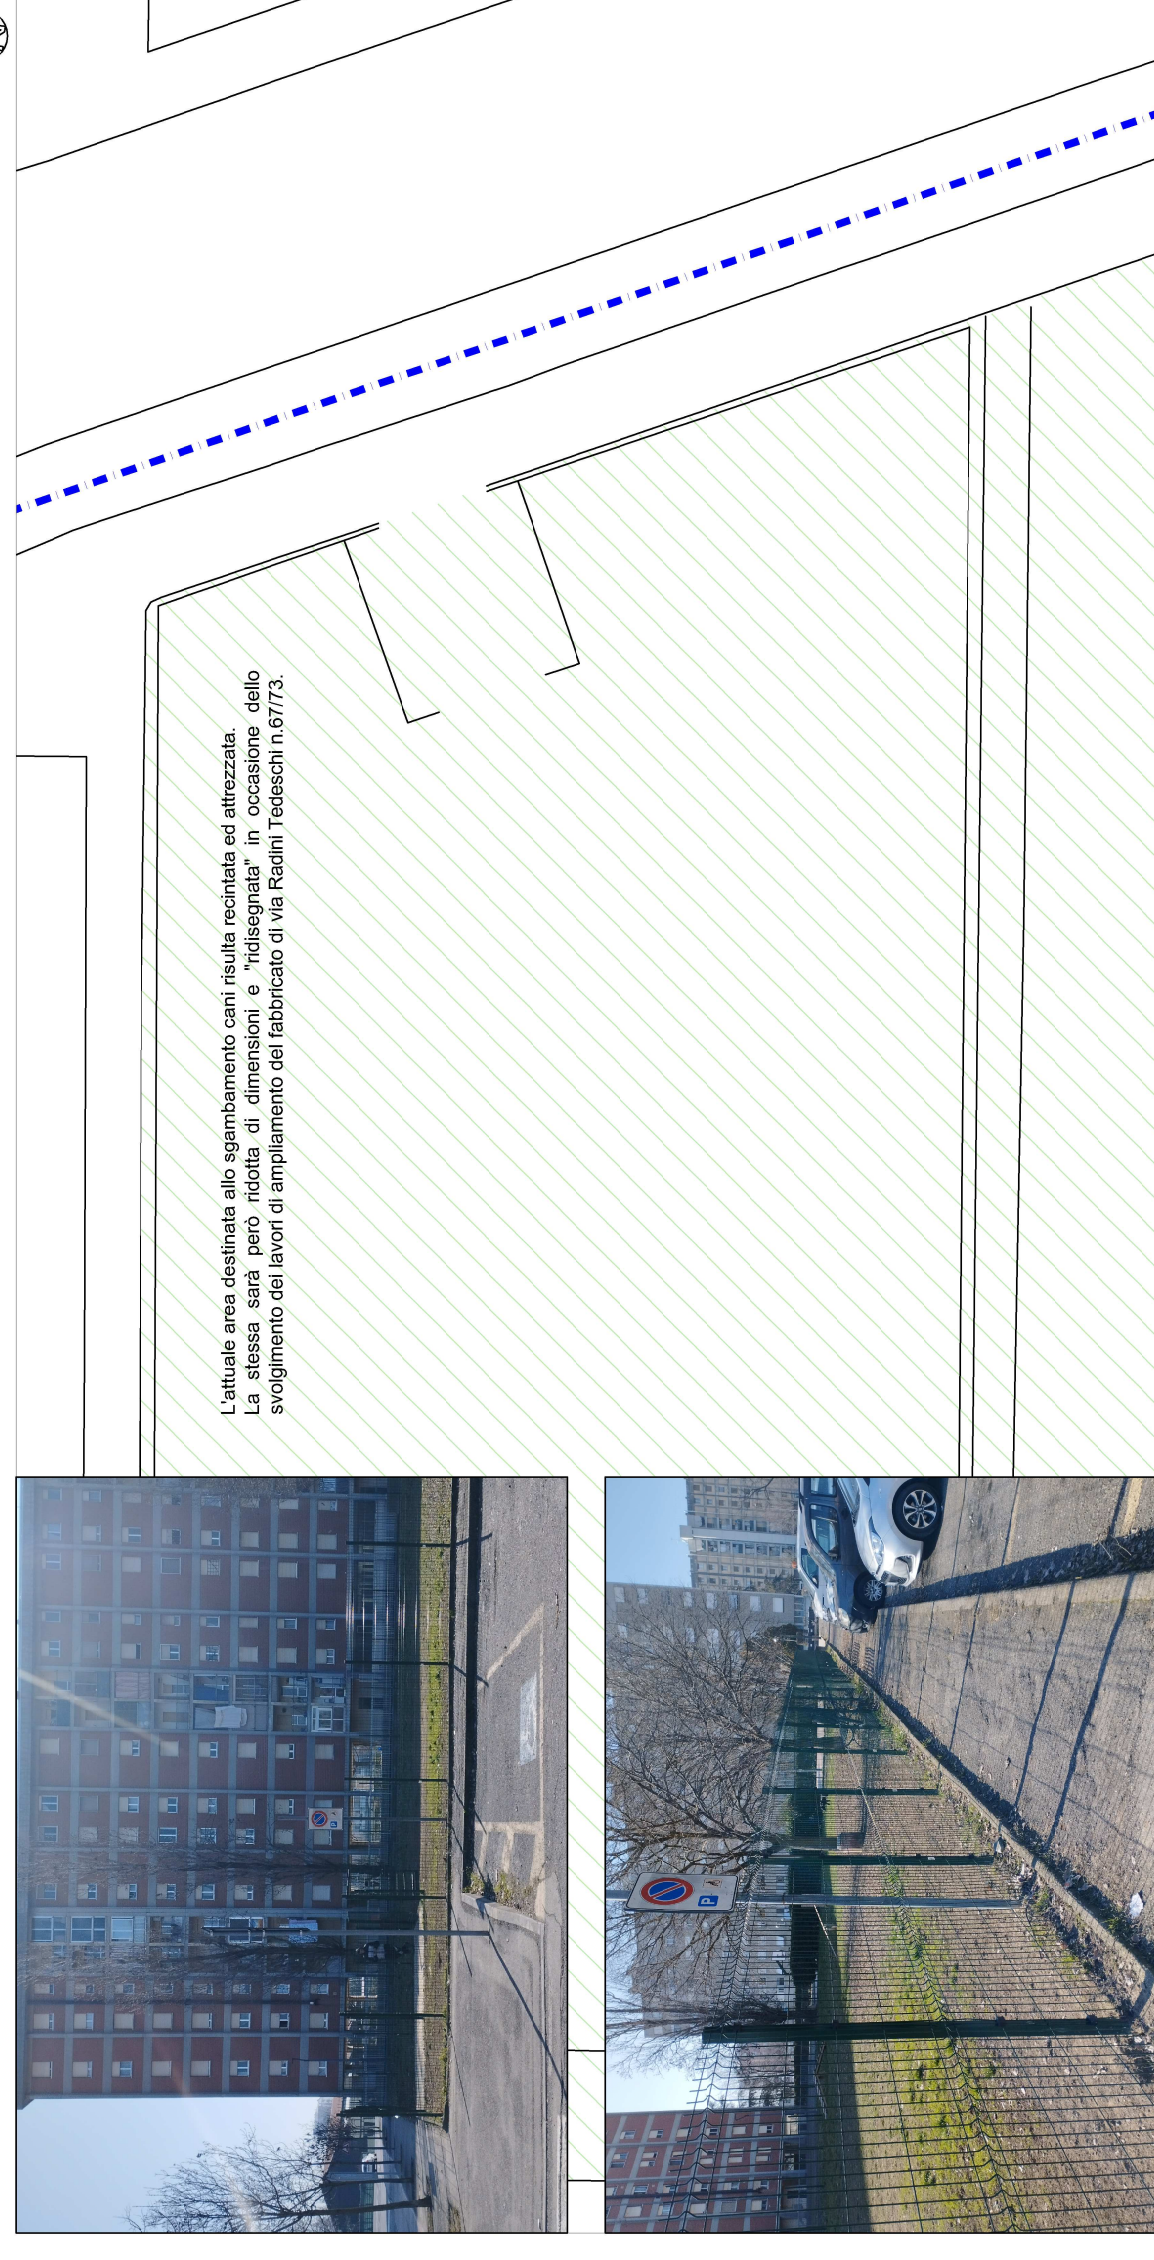 L'attuale area destinata allo sgambamento cani risulta recintata ed attrezzata.
La stessa sarà però ridotta di dimensioni e "ridisegnata" in occasione dello
svolgimento dei lavori di ampliamento del fabbricato di via Radini Tedeschi n.67/73.
P
P